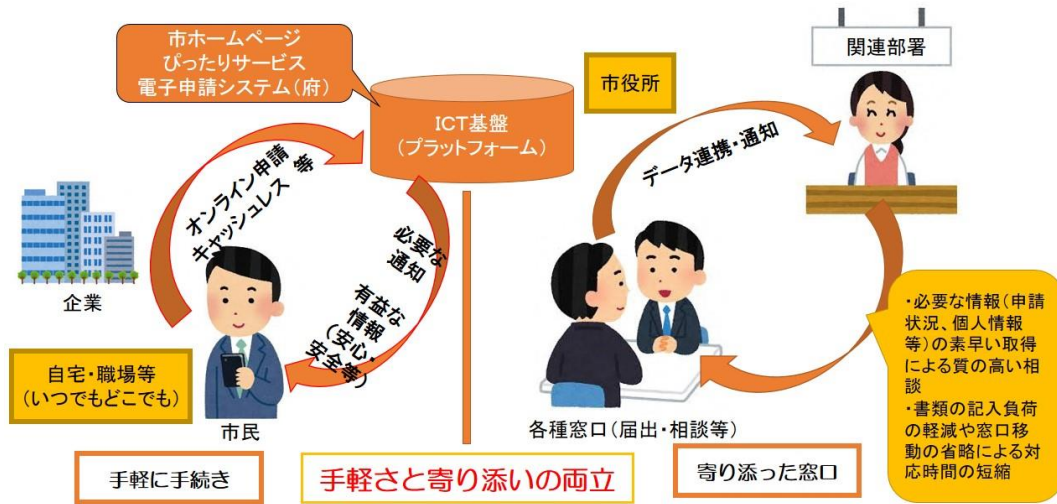 市ホームページ
ぴったりサービス
電子申請システム(府)
ICT基盤
(プラットフォーム)
オンライン申請
キャッシュレス 等
必要な
通知
有益な
情報
(安心・
安全等)
企業
自宅・職場等
(いつでもどこでも)
市民
手軽に手続き
手軽さと寄り添いの両立
市役所
関連部署
データ連携・通知
各種窓口(届出・相談等)
寄り添った窓口
・必要な情報(申請
状況、個人情報
等)の素早い取得
による質の高い相
談
・書類の記入負荷
の軽減や窓口移
動の省略による対
応時間の短縮